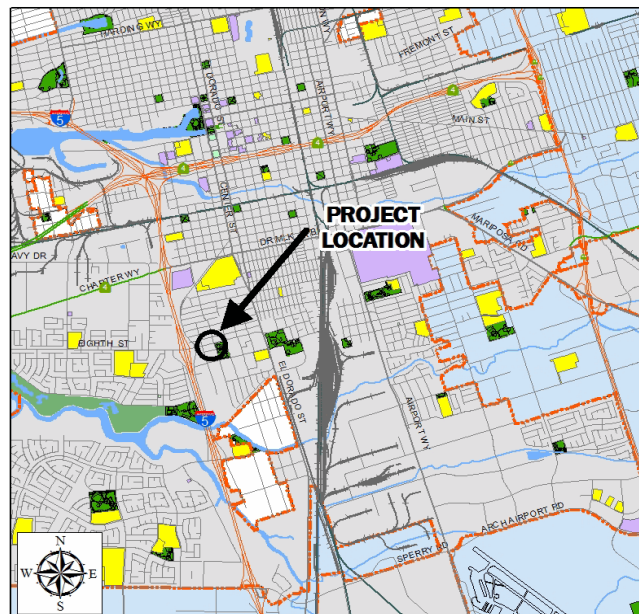 HARDING WY
FREMONT ST
AIRPORT WY
5
4
MAIN ST
4
4
CENTER ST
PROJECT
LOCATION
MARIPOSA RD
AVY DR
CHARTER WY
4
EIGHTH ST
EL DORADO ST
AIRPORT WY
5
ARCH AIRPORT RD
SPERRY RD
N
W
E
S